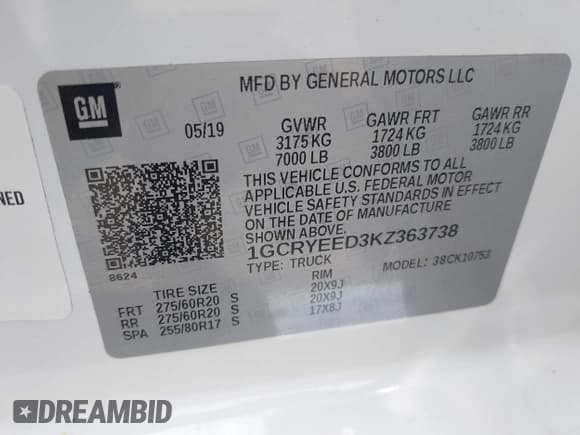 MFD BY GENERAL MOTORS LLC
GM
05/19 GVWR GAWR FRT GAWR RR
3175 KG 1724 KG 1724 KG
7000 LB 3800 LB 3800 LB
THIS VEHICLE CONFORMS TO ALL
APPLICABLE U.S. FEDERAL MOTOR
VEHICLE SAFETY STANDARDS IN EFFECT
ON THE DATE OF MANUFACTURE
SHOWN ABOVE.
1GCRYEED3KZ363738
8624
TYPE: TRUCK MODEL: 38CK10753
TIRE SIZE RIM
FRT 275/60R20 S 20X9J
RR 275/60R20 S 20X9J
SPA 255/80R17 S 17X8J
NED
DREAMBID